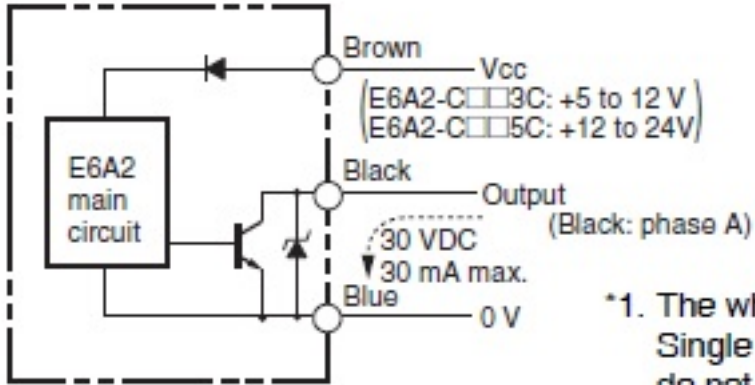 Brown
Vcc
(E6A2-C□□3C: +5 to 12 V)
(E6A2-C□□5C: +12 to 24V)
E6A2
main
circuit
Black
Output
(Black: phase A)
30 VDC
30 mA max.
Blue
0 V
*1. The
Single
do not